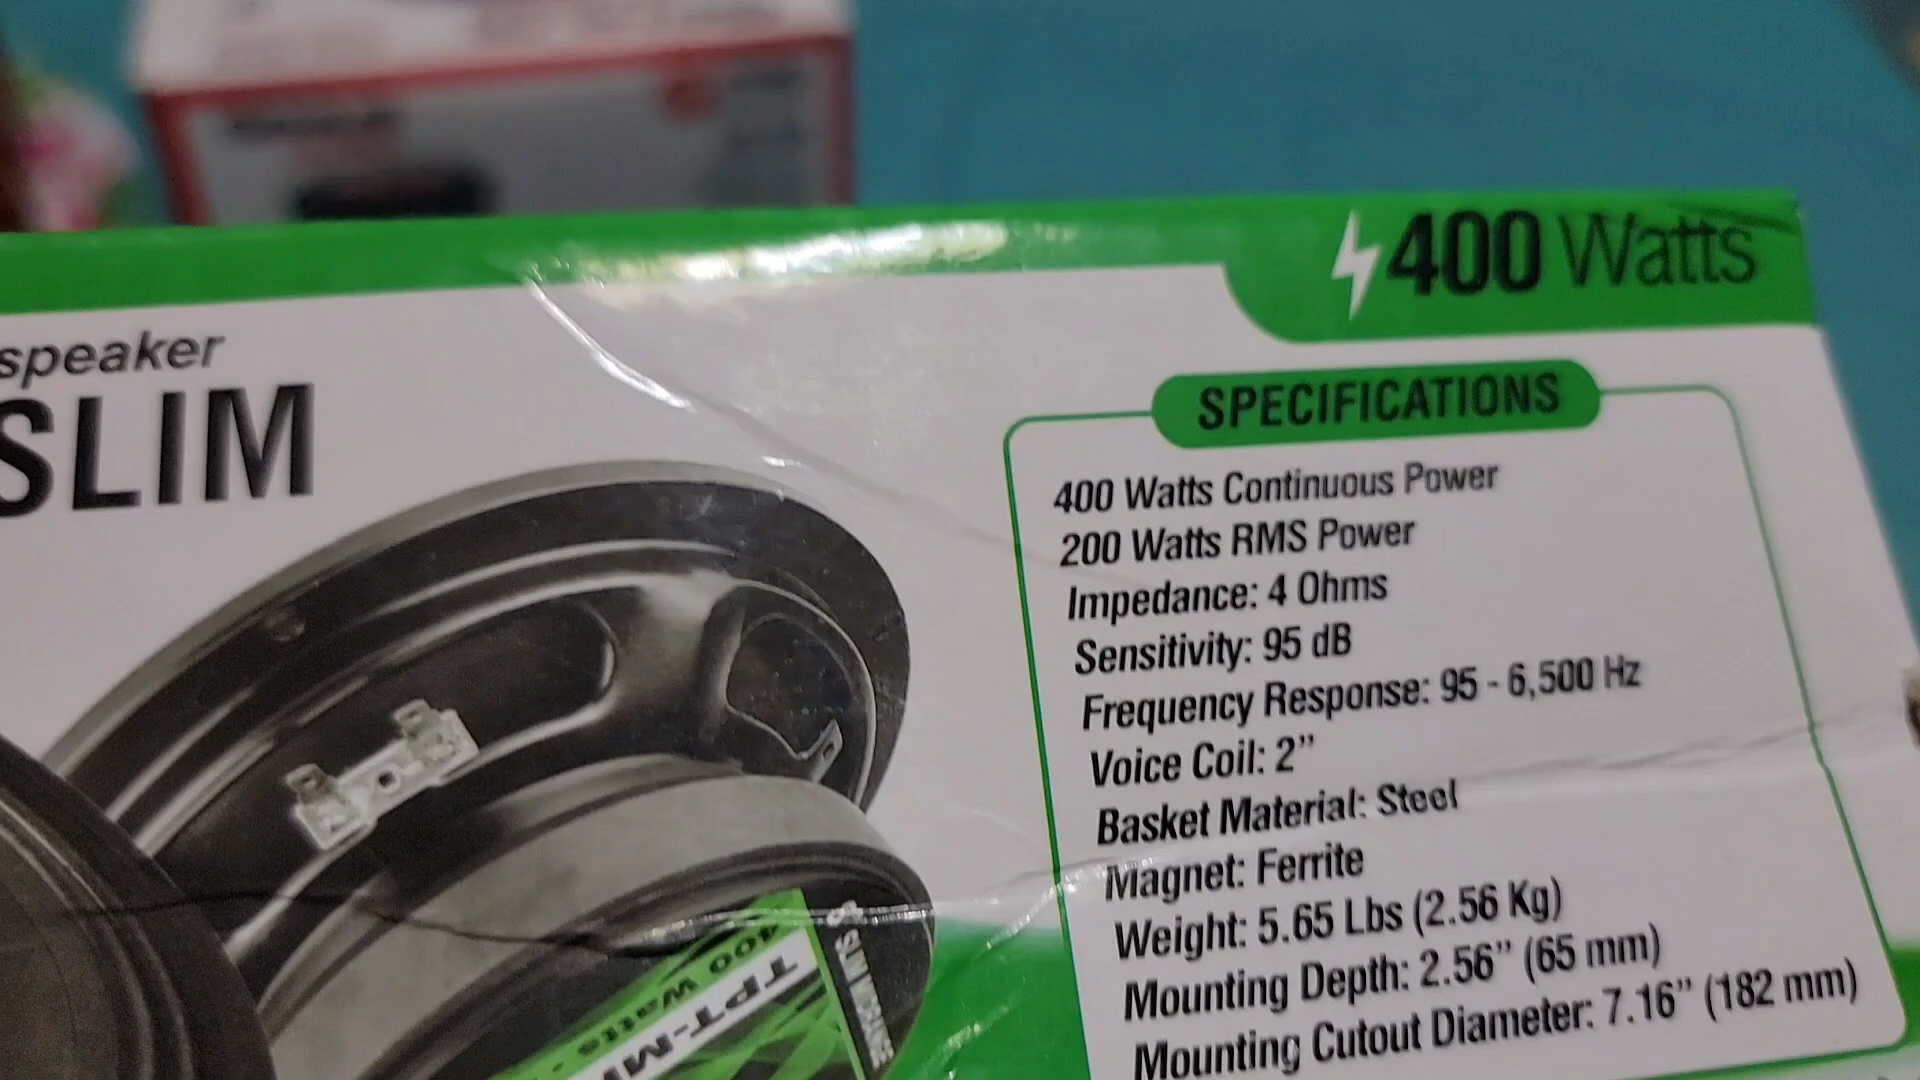 400 Watts
speaker
SLIM
SPECIFICATIONS
400 Watts Continuous Power
200 Watts RMS Power
Impedance: 4 Ohms
Sensitivity: 95 dB
Frequency Response: 95 - 6,500 Hz
Voice Coil: 2”
Basket Material: Steel
Magnet: Ferrite
Weight: 5.65 Lbs (2.56 Kg)
Mounting Depth: 2.56” (65 mm)
Mounting Cutout Diameter: 7.16” (182 mm)
400 Watts